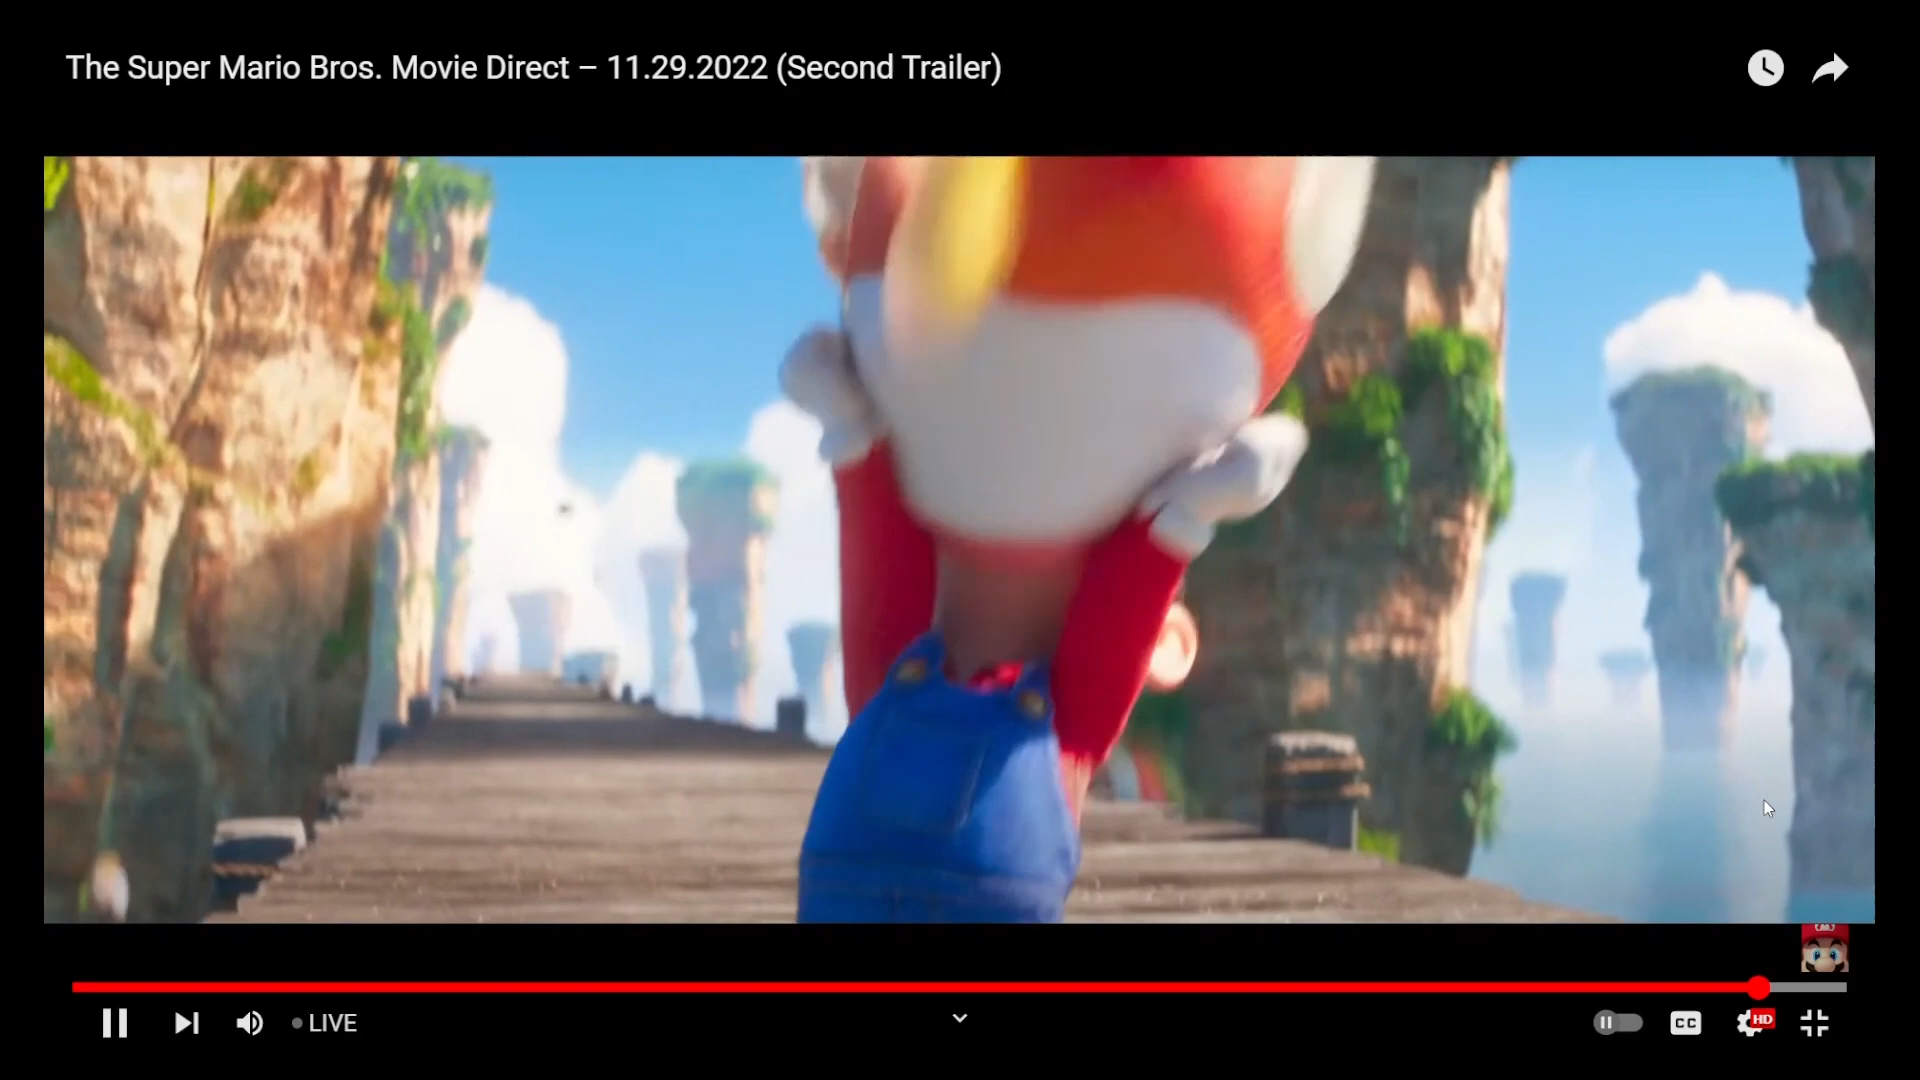 The Super Mario Bros. Movie Direct – 11.29.2022 (Second Trailer)
LIVE
CC
HD